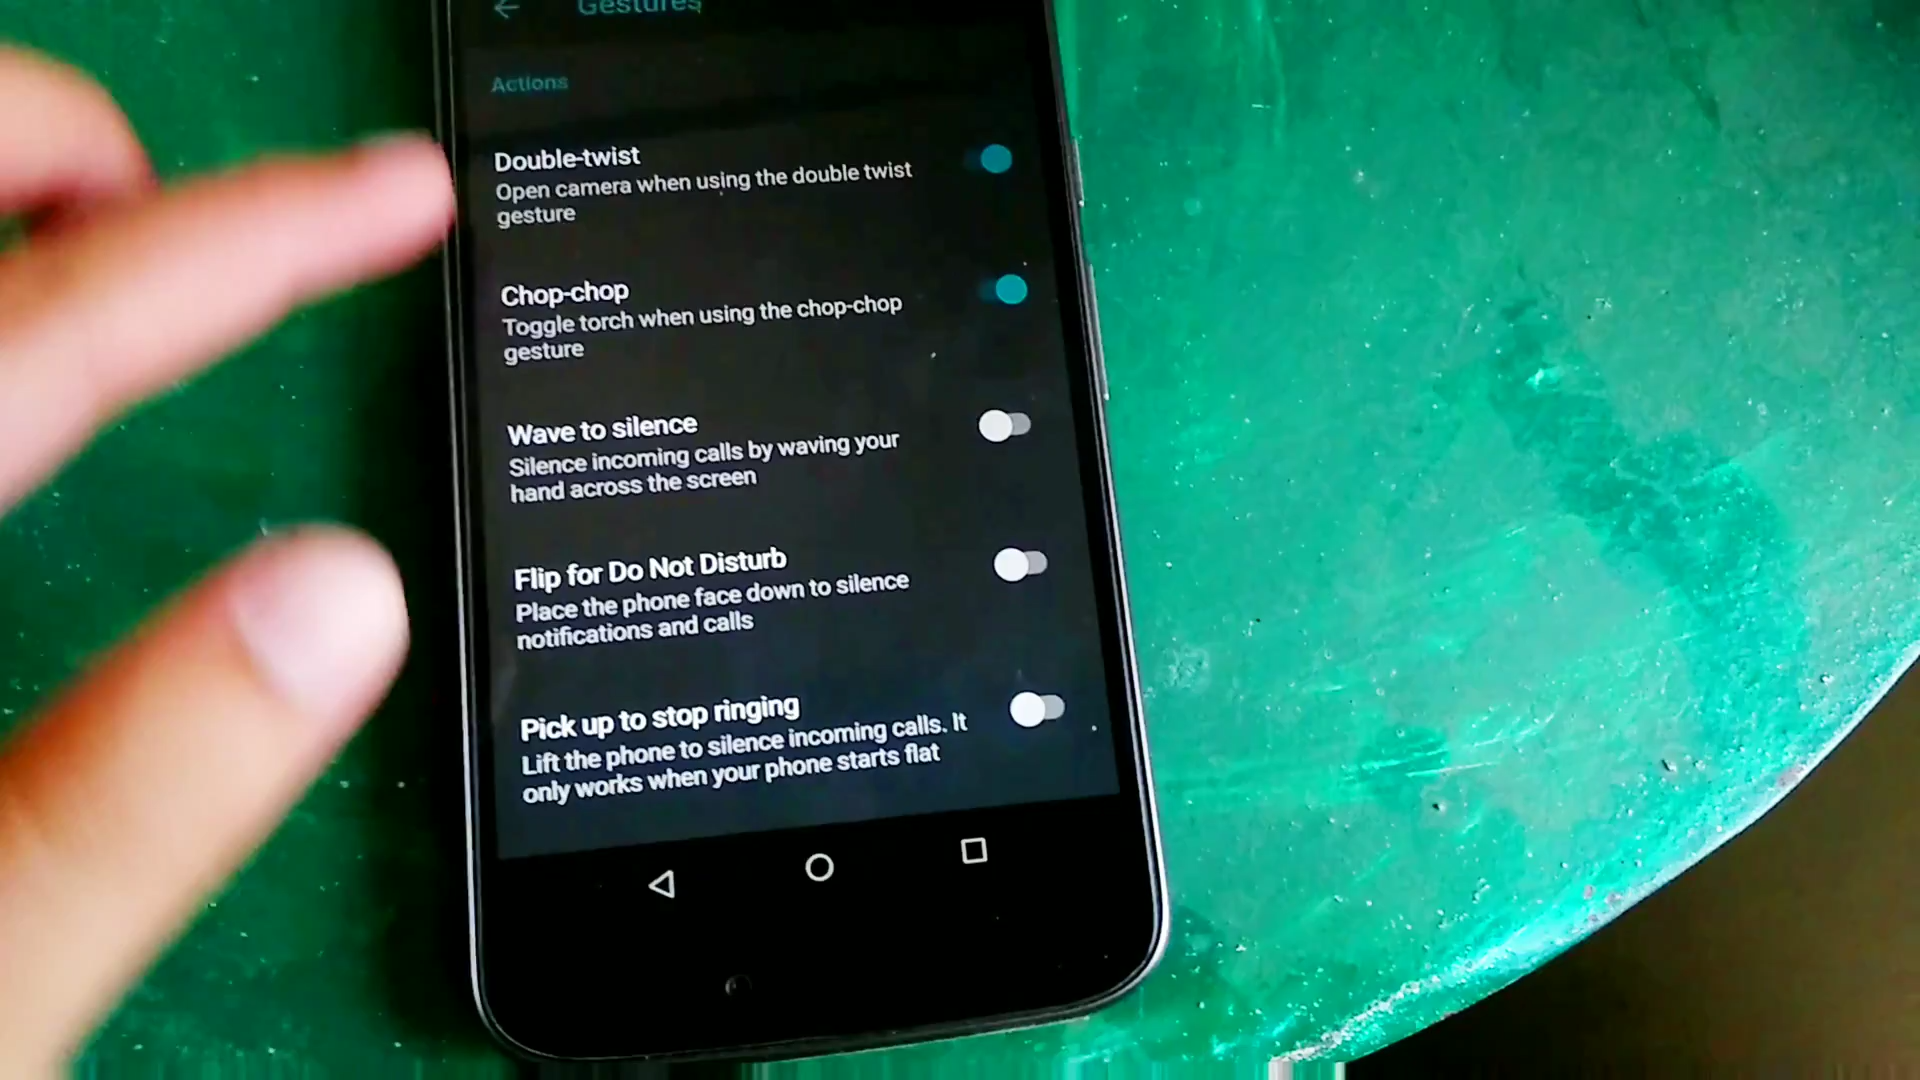 Gestures
Actions
Double-twist
Open camera when using the double twist
gesture
Chop-chop
Toggle torch when using the chop-chop
gesture
Wave to silence
Silence incoming calls by waving your
hand across the screen
Flip for Do Not Disturb
Place the phone face down to silence
notifications and calls
Pick up to stop ringing
Lift the phone to silence incoming calls. It
only works when your phone starts flat